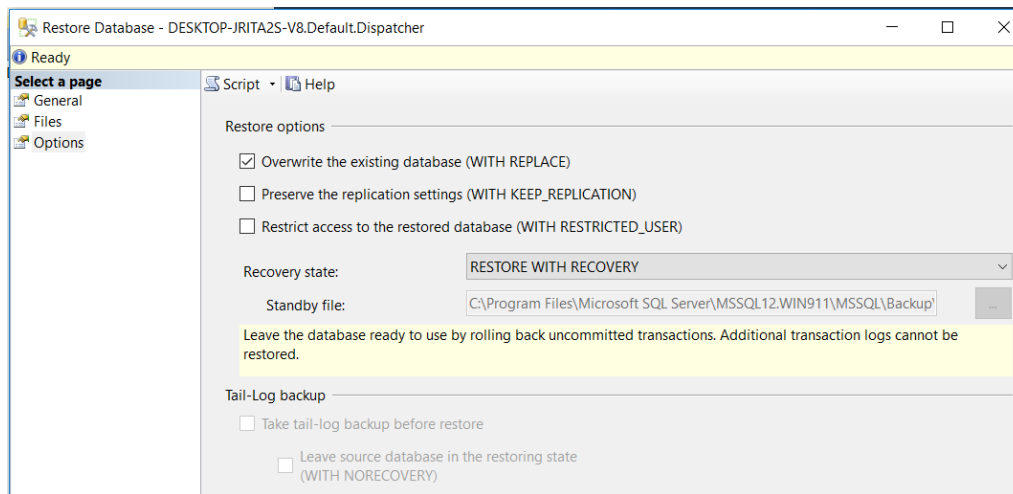 Restore Database - DESKTOP-JRITA2S-V8.Default.Dispatcher
Ready
Select a page
General
Files
Options
Script
Help
Restore options
Overwrite the existing database (WITH REPLACE)
Preserve the replication settings (WITH KEEP_REPLICATION)
Restrict access to the restored database (WITH RESTRICTED_USER)
Recovery state:
RESTORE WITH RECOVERY
Standby file:
C:\Program Files\Microsoft SQL Server\MSSQL12.WIN911\MSSQL\Backup\
...
Leave the database ready to use by rolling back uncommitted transactions. Additional transaction logs cannot be
restored.
Tail-Log backup
Take tail-log backup before restore
Leave source database in the restoring state
(WITH NORECOVERY)